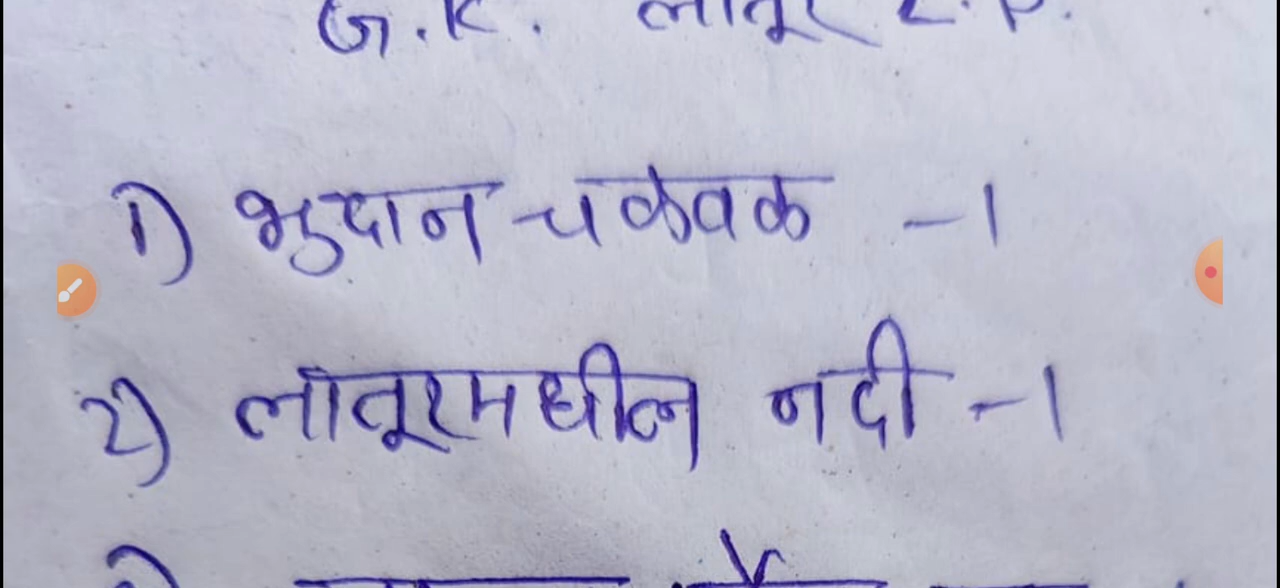 G.K. लातूर Z.P.
1) भुदान चळवळ -1
2) लातूरमधील नदी -1